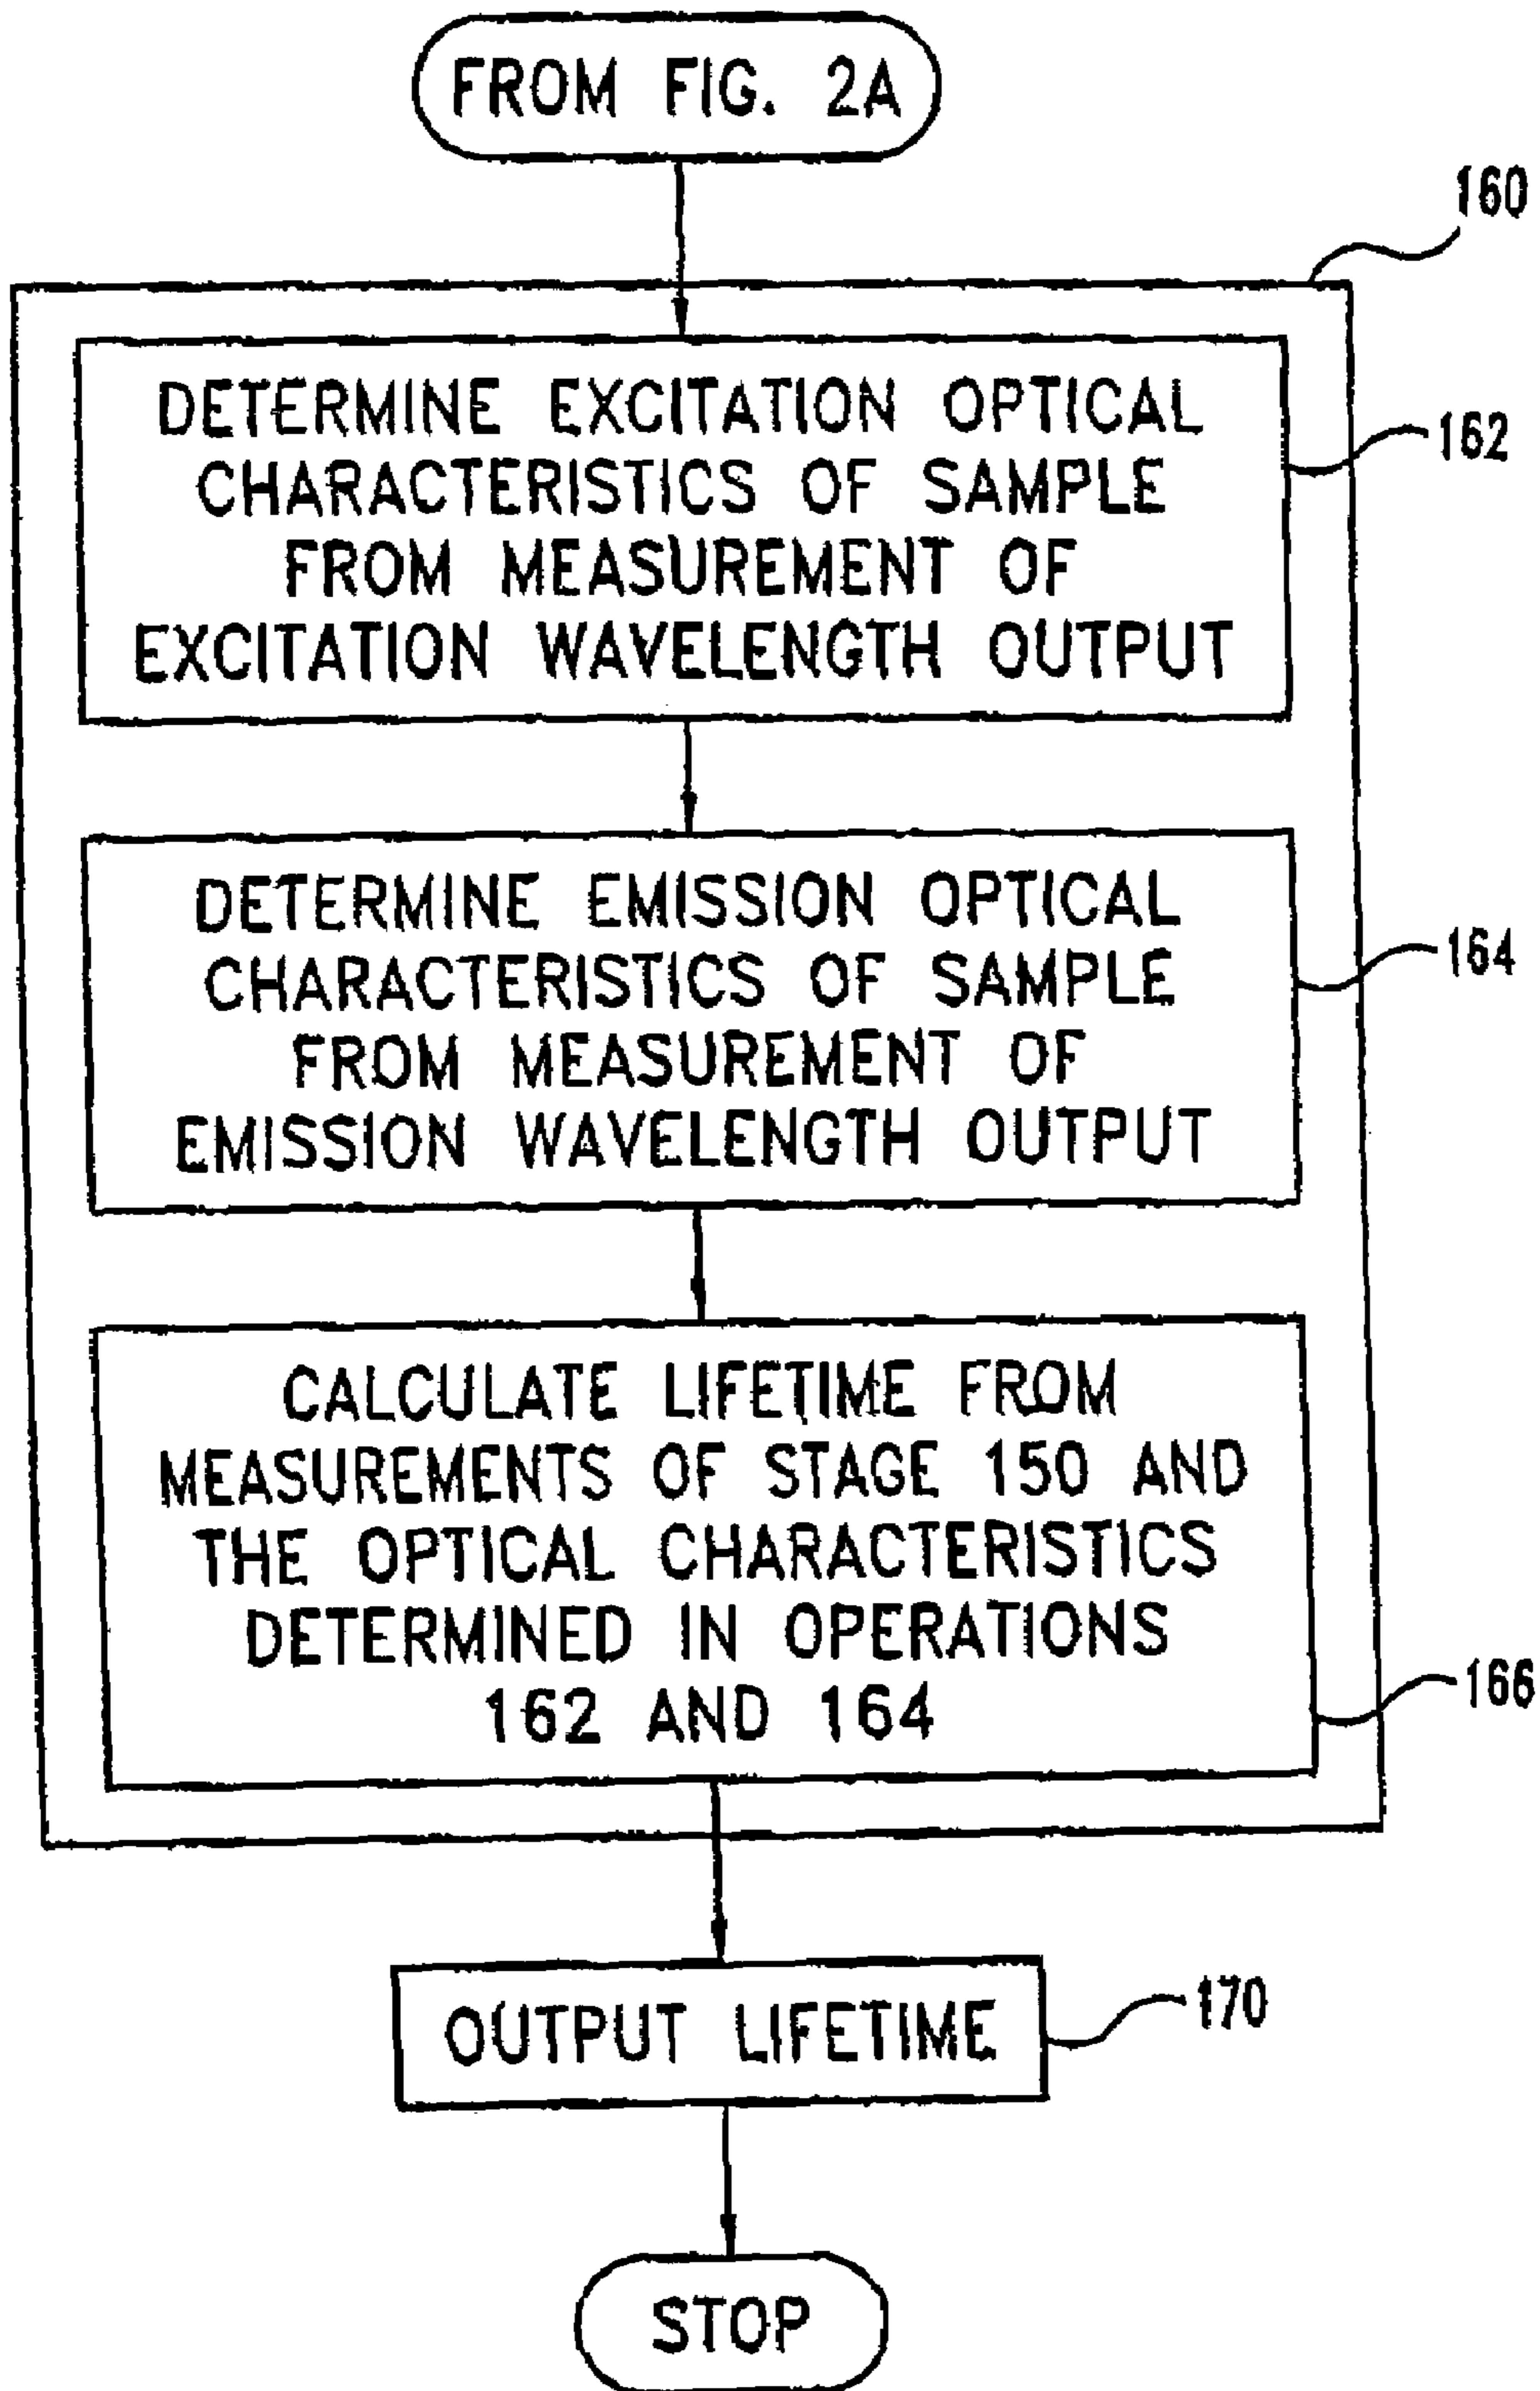 FROM FIG. 2A
160
DETERMINE EXCITATION OPTICAL
CHARACTERISTICS OF SAMPLE
FROM MEASUREMENT OF
EXCITATION WAVELENGTH OUTPUT
162
DETERMINE EMISSION OPTICAL
CHARACTERISTICS OF SAMPLE
FROM MEASUREMENT OF
EMISSION WAVELENGTH OUTPUT
164
CALCULATE LIFETIME FROM
MEASUREMENTS OF STAGE 150 AND
THE OPTICAL CHARACTERISTICS
DETERMINED IN OPERATIONS
162 AND 164
166
OUTPUT LIFETIME
170
STOP